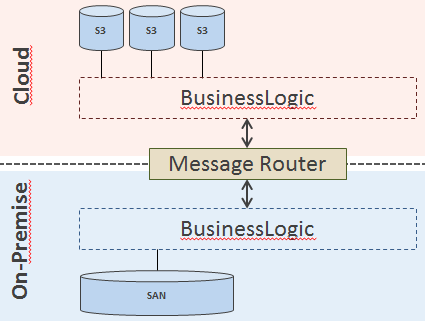 S3
S3
S3
Cloud
BusinessLogic
Message Router
On-Premise
BusinessLogic
SAN